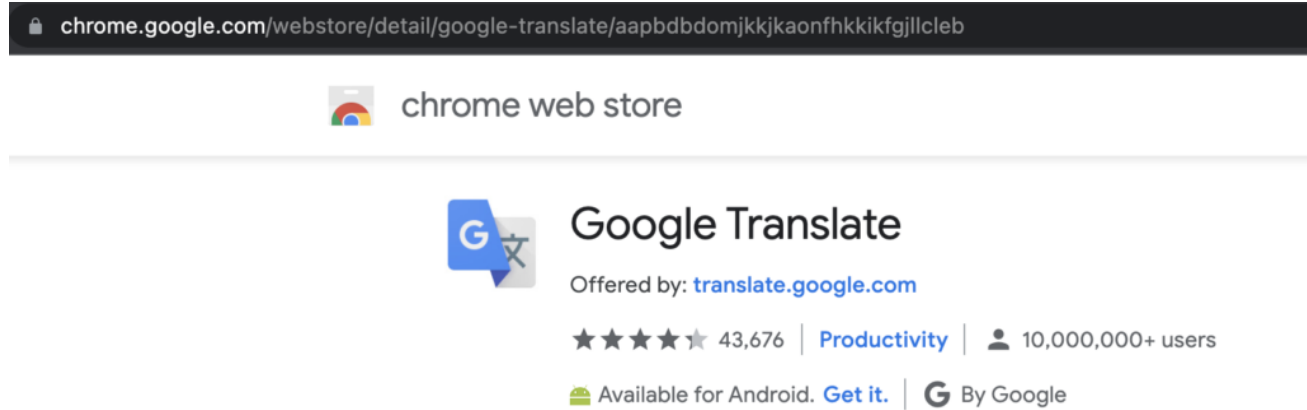 chrome.google.com/webstore/detail/google-translate/aapbdbdomjkkjkaonfhkkikfgjllcleb
chrome web store
G 文
Google Translate
Offered by: translate.google.com
43,676 | Productivity | 10,000,000+ users
Available for Android. Get it. | G By Google